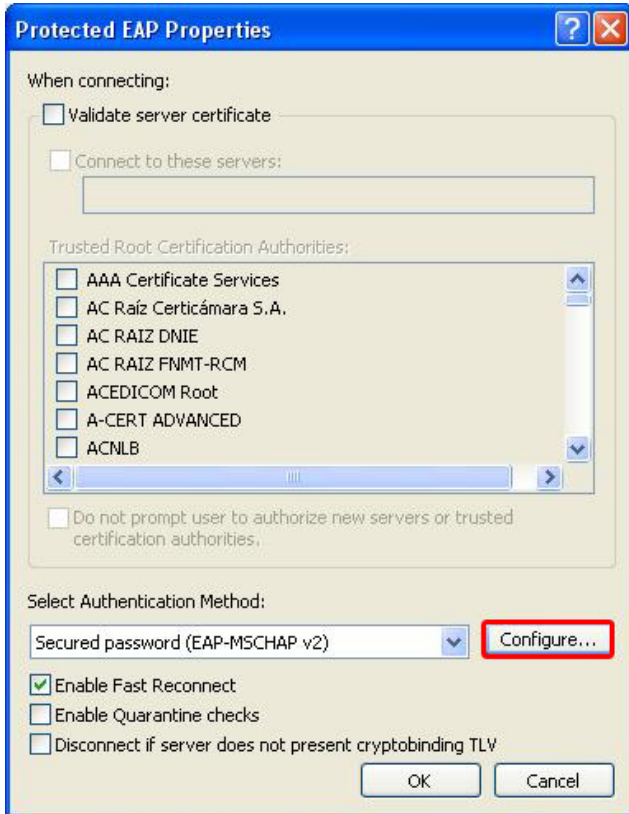 Protected EAP Properties
When connecting:
Validate server certificate
Connect to these servers:
Trusted Root Certification Authorities:
AAA Certificate Services
AC Raíz Certicámara S.A.
AC RAIZ DNIE
AC RAIZ FNMT-RCM
ACEDICOM Root
A-CERT ADVANCED
ACNLB
Do not prompt user to authorize new servers or trusted
certification authorities.
Select Authentication Method:
Secured password (EAP-MSCHAP v2) Configure...
Enable Fast Reconnect
Enable Quarantine checks
Disconnect if server does not present cryptobinding TLV
OK Cancel